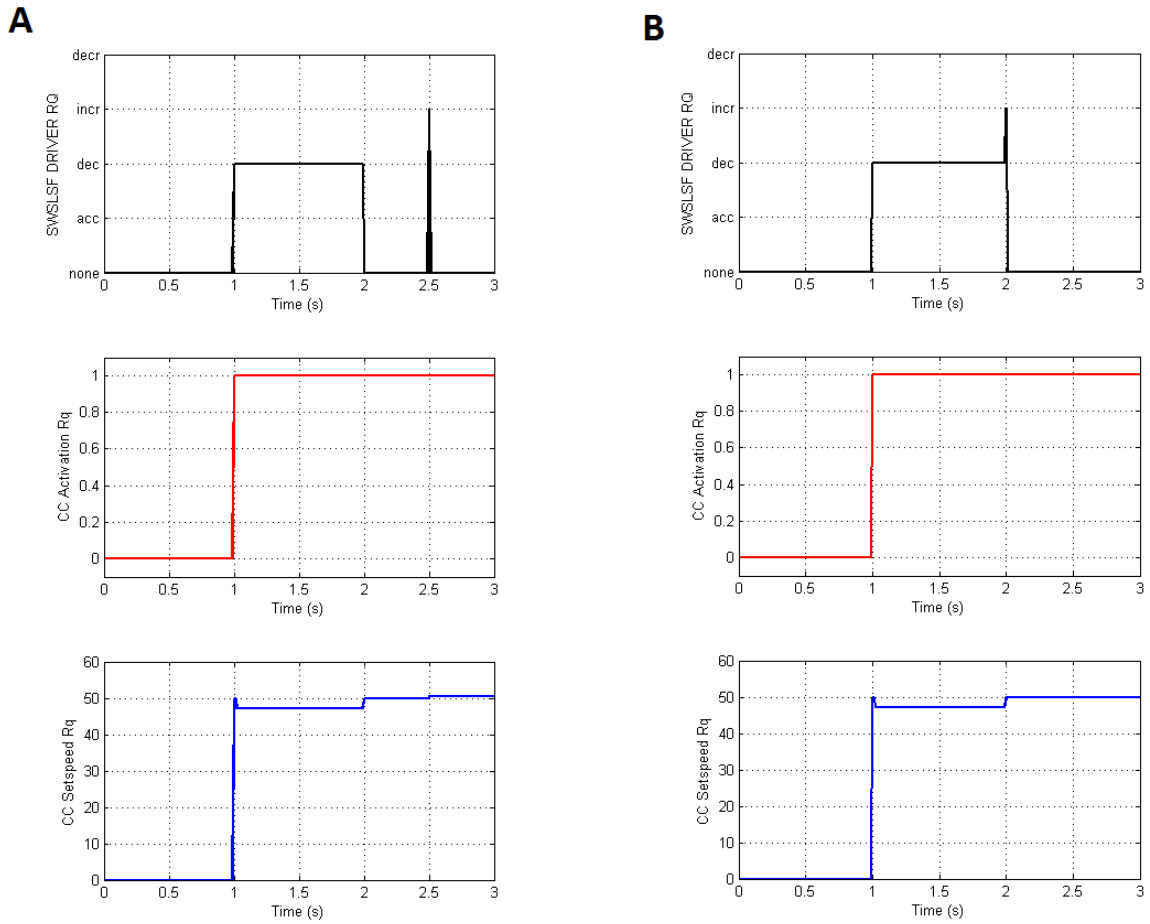 A
B
decr
incr
dec
acc
none
SWSLSF DRIVER RQ
0 0.5 1 1.5 2 2.5 3
Time (s)
decr
incr
dec
acc
none
SWSLSF DRIVER RQ
0 0.5 1 1.5 2 2.5 3
Time (s)
1
0.8
0.6
0.4
0.2
0
CC Activation Rq
0 0.5 1 1.5 2 2.5 3
Time (s)
1
0.8
0.6
0.4
0.2
0
CC Activation Rq
0 0.5 1 1.5 2 2.5 3
Time (s)
60
50
40
30
20
10
0
CC Setspeed Rq
0 0.5 1 1.5 2 2.5 3
Time (s)
60
50
40
30
20
10
0
CC Setspeed Rq
0 0.5 1 1.5 2 2.5 3
Time (s)